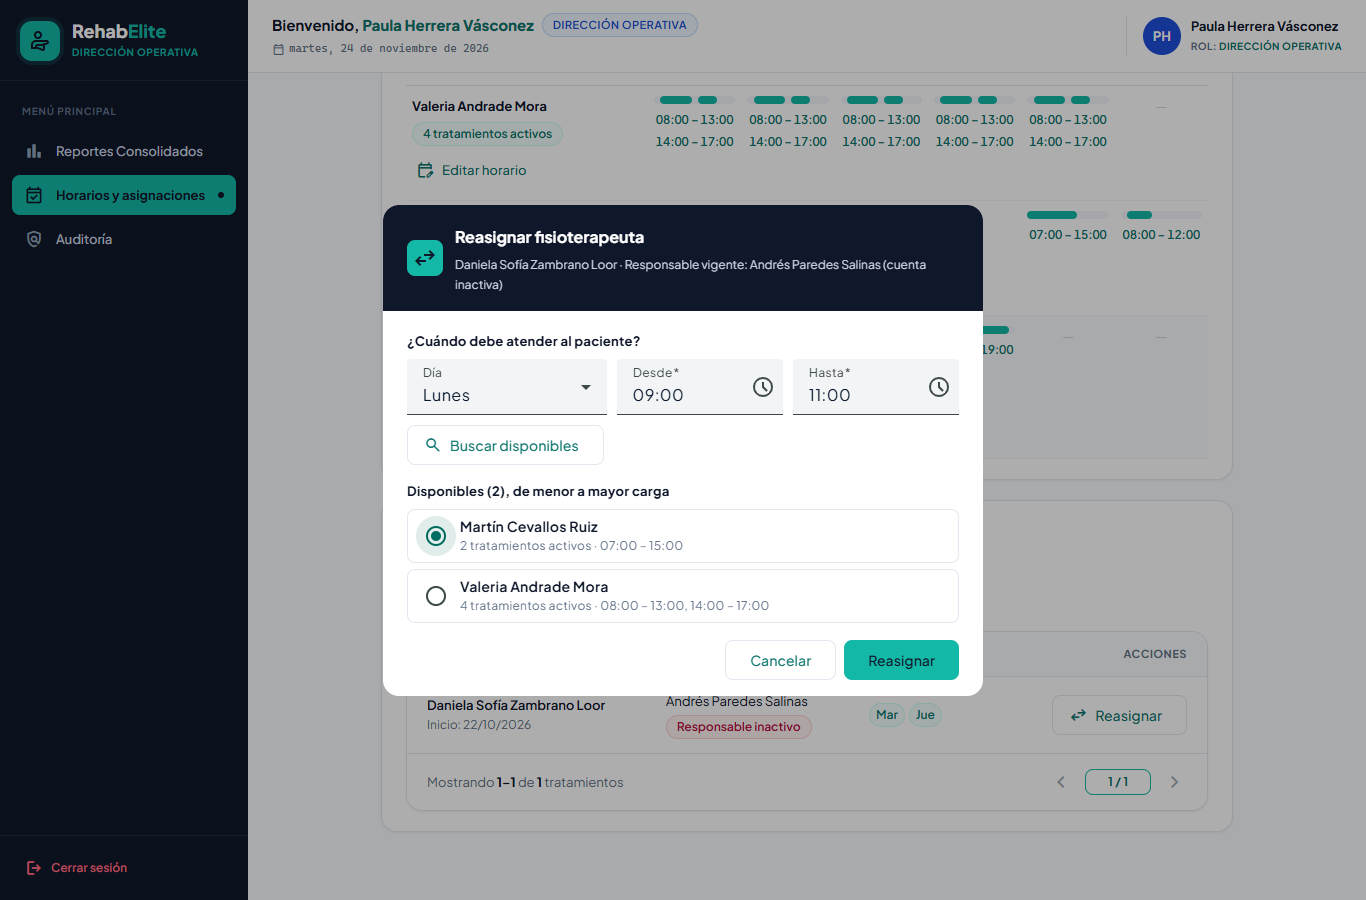 RehabElite
DIRECCIÓN OPERATIVA
MENÚ PRINCIPAL
Reportes Consolidados
Horarios y asignaciones
Auditoría
Cerrar sesión
Bienvenido, Paula Herrera Vásconez DIRECCIÓN OPERATIVA
martes, 24 de noviembre de 2026
PH
Paula Herrera Vásconez
ROL: DIRECCIÓN OPERATIVA
Valeria Andrade Mora
4 tratamientos activos
Editar horario
08:00 – 13:00 08:00 – 13:00 08:00 – 13:00 08:00 – 13:00 08:00 – 13:00 —
14:00 – 17:00 14:00 – 17:00 14:00 – 17:00 14:00 – 17:00 14:00 – 17:00
07:00 – 15:00 08:00 – 12:00
19:00 — —
Reasignar fisioterapeuta
Daniela Sofía Zambrano Loor · Responsable vigente: Andrés Paredes Salinas (cuenta
inactiva)
¿Cuándo debe atender al paciente?
Día
Lunes
Desde*
09:00
Hasta*
11:00
Buscar disponibles
Disponibles (2), de menor a mayor carga
Martín Cevallos Ruiz
2 tratamientos activos · 07:00 – 15:00
Valeria Andrade Mora
4 tratamientos activos · 08:00 – 13:00, 14:00 – 17:00
Cancelar
Reasignar
ACCIONES
Daniela Sofía Zambrano Loor
Inicio: 22/10/2026
Andrés Paredes Salinas
Responsable inactivo
Mar Jue
Reasignar
Mostrando 1–1 de 1 tratamientos
1 / 1